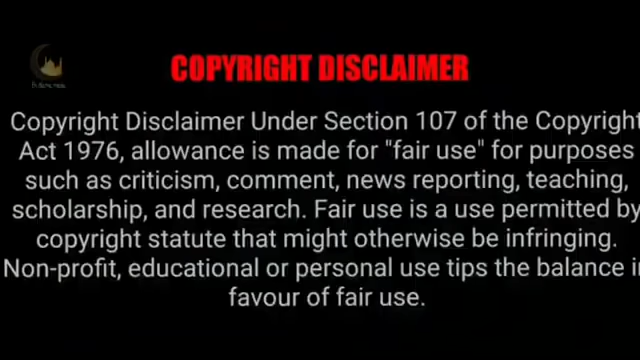 COPYRIGHT DISCLAIMER
Copyright Disclaimer Under Section 107 of the Copyright
Act 1976, allowance is made for "fair use" for purposes
such as criticism, comment, news reporting, teaching,
scholarship, and research. Fair use is a use permitted by
copyright statute that might otherwise be infringing.
Non-profit, educational or personal use tips the balance in
favour of fair use.